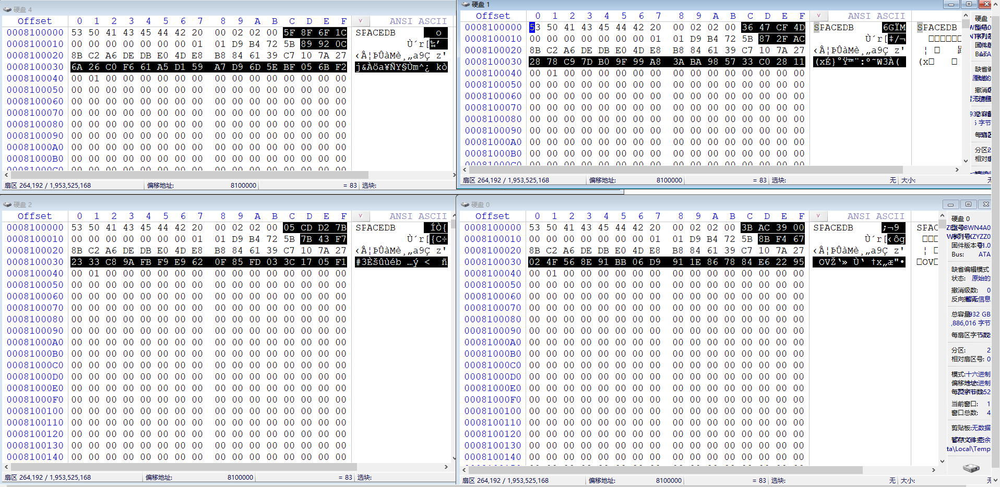 硬盘 4
Offset 0 1 2 3 4 5 6 7 8 9 A B C D E F ANSI ASCII
0008100000 53 50 41 43 45 44 42 20 00 02 02 00 5F 8F 6F 1C SPACEDB o
0008100010 00 00 00 00 00 00 00 01 01 D9 B4 72 5B 89 92 0C Ù´r[‰’
0008100020 8B C2 A6 DE DB E0 4D E8 B8 84 61 39 C7 10 7A 27 ‹Â¦ÞÛàMè¸„a9Ç z'
0008100030 6A 26 C0 F6 61 A5 D1 59 A7 D9 6D 5E BF 05 6B F2 j&Àöa¥ÑY§Ùm^¿ kò
0008100040 00 01 00 00 00 00 00 00 00 00 00 00 00 00 00 00
0008100050 00 00 00 00 00 00 00 00 00 00 00 00 00 00 00 00
0008100060 00 00 00 00 00 00 00 00 00 00 00 00 00 00 00 00
0008100070 00 00 00 00 00 00 00 00 00 00 00 00 00 00 00 00
0008100080 00 00 00 00 00 00 00 00 00 00 00 00 00 00 00 00
0008100090 00 00 00 00 00 00 00 00 00 00 00 00 00 00 00 00
00081000A0 00 00 00 00 00 00 00 00 00 00 00 00 00 00 00 00
00081000B0 00 00 00 00 00 00 00 00 00 00 00 00 00 00 00 00
00081000C0 00 00 00 00 00 00 00 00 00 00 00 00 00 00 00 00
扇区 264,192 / 1,953,525,168 偏移地址: 8100000 = 83 选块:
硬盘 1
Offset 0 1 2 3 4 5 6 7 8 9 A B C D E F ANSI ASCII
0008100000 53 50 41 43 45 44 42 20 00 02 02 00 36 47 CF 4D SPACEDB 6GÏM SPACEDB
0008100010 00 00 00 00 00 00 00 01 01 D9 B4 72 5B 87 2F AC Ù´r[‡/¬
0008100020 8B C2 A6 DE DB E0 4D E8 B8 84 61 39 C7 10 7A 27 ‹Â¦ÞÛàMè¸„a9Ç z'
0008100030 28 78 C9 7D B0 9F 99 A8 3A BA 98 57 33 C0 28 11 (xÉ}°Ÿ™¨:º˜W3À( (x
0008100040 00 01 00 00 00 00 00 00 00 00 00 00 00 00 00 00
0008100050 00 00 00 00 00 00 00 00 00 00 00 00 00 00 00 00
0008100060 00 00 00 00 00 00 00 00 00 00 00 00 00 00 00 00
0008100070 00 00 00 00 00 00 00 00 00 00 00 00 00 00 00 00
0008100080 00 00 00 00 00 00 00 00 00 00 00 00 00 00 00 00
0008100090 00 00 00 00 00 00 00 00 00 00 00 00 00 00 00 00
00081000A0 00 00 00 00 00 00 00 00 00 00 00 00 00 00 00 00
00081000B0 00 00 00 00 00 00 00 00 00 00 00 00 00 00 00 00
00081000C0 00 00 00 00 00 00 00 00 00 00 00 00 00 00 00 00
扇区 264,192 / 1,953,525,168 偏移地址: 8100000 = 83 选块: 无 大小: 无
硬盘 2
Offset 0 1 2 3 4 5 6 7 8 9 A B C D E F ANSI ASCII
0008100000 53 50 41 43 45 44 42 20 00 02 02 00 05 CD D2 7B SPACEDB ÍÒ{
0008100010 00 00 00 00 00 00 00 01 01 D9 B4 72 5B 7B 43 F7 Ù´r[{C÷
0008100020 8B C2 A6 DE DB E0 4D E8 B8 84 61 39 C7 10 7A 27 ‹Â¦ÞÛàMè¸„a9Ç z'
0008100030 23 33 C8 9A FB F9 E9 62 0F 85 FD 03 3C 17 05 F1 #3Èšûùéb …ý < ñ
0008100040 00 01 00 00 00 00 00 00 00 00 00 00 00 00 00 00
0008100050 00 00 00 00 00 00 00 00 00 00 00 00 00 00 00 00
0008100060 00 00 00 00 00 00 00 00 00 00 00 00 00 00 00 00
0008100070 00 00 00 00 00 00 00 00 00 00 00 00 00 00 00 00
0008100080 00 00 00 00 00 00 00 00 00 00 00 00 00 00 00 00
0008100090 00 00 00 00 00 00 00 00 00 00 00 00 00 00 00 00
00081000A0 00 00 00 00 00 00 00 00 00 00 00 00 00 00 00 00
00081000B0 00 00 00 00 00 00 00 00 00 00 00 00 00 00 00 00
00081000C0 00 00 00 00 00 00 00 00 00 00 00 00 00 00 00 00
00081000D0 00 00 00 00 00 00 00 00 00 00 00 00 00 00 00 00
00081000E0 00 00 00 00 00 00 00 00 00 00 00 00 00 00 00 00
00081000F0 00 00 00 00 00 00 00 00 00 00 00 00 00 00 00 00
0008100100 00 00 00 00 00 00 00 00 00 00 00 00 00 00 00 00
0008100110 00 00 00 00 00 00 00 00 00 00 00 00 00 00 00 00
0008100120 00 00 00 00 00 00 00 00 00 00 00 00 00 00 00 00
0008100130 00 00 00 00 00 00 00 00 00 00 00 00 00 00 00 00
0008100140 00 00 00 00 00 00 00 00 00 00 00 00 00 00 00 00
扇区 264,192 / 1,953,525,168 偏移地址: 8100000 = 83 选块:
硬盘 0
Offset 0 1 2 3 4 5 6 7 8 9 A B C D E F ANSI ASCII
0008100000 53 50 41 43 45 44 42 20 00 02 02 00 3B AC 39 00 SPACEDB ;¬9 SPAC
0008100010 00 00 00 00 00 00 00 01 01 D9 B4 72 5B 8B F4 67 Ù´r[‹ôg
0008100020 8B C2 A6 DE DB E0 4D E8 B8 84 61 39 C7 10 7A 27 ‹Â¦ÞÛàMè¸„a9Ç z'
0008100030 02 4F 56 8E 91 BB 06 D9 91 1E 86 78 84 E6 22 95 OVŽ‘» Ù‘ †x„æ"• OV
0008100040 00 01 00 00 00 00 00 00 00 00 00 00 00 00 00 00
0008100050 00 00 00 00 00 00 00 00 00 00 00 00 00 00 00 00
0008100060 00 00 00 00 00 00 00 00 00 00 00 00 00 00 00 00
0008100070 00 00 00 00 00 00 00 00 00 00 00 00 00 00 00 00
0008100080 00 00 00 00 00 00 00 00 00 00 00 00 00 00 00 00
0008100090 00 00 00 00 00 00 00 00 00 00 00 00 00 00 00 00
00081000A0 00 00 00 00 00 00 00 00 00 00 00 00 00 00 00 00
00081000B0 00 00 00 00 00 00 00 00 00 00 00 00 00 00 00 00
00081000C0 00 00 00 00 00 00 00 00 00 00 00 00 00 00 00 00
00081000D0 00 00 00 00 00 00 00 00 00 00 00 00 00 00 00 00
00081000E0 00 00 00 00 00 00 00 00 00 00 00 00 00 00 00 00
00081000F0 00 00 00 00 00 00 00 00 00 00 00 00 00 00 00 00
0008100100 00 00 00 00 00 00 00 00 00 00 00 00 00 00 00 00
0008100110 00 00 00 00 00 00 00 00 00 00 00 00 00 00 00 00
0008100120 00 00 00 00 00 00 00 00 00 00 00 00 00 00 00 00
0008100130 00 00 00 00 00 00 00 00 00 00 00 00 00 00 00 00
0008100140 00 00 00 00 00 00 00 00 00 00 00 00 00 00 00 00
扇区 264,192 / 1,953,525,168 偏移地址: 8100000 = 83 选块: 无 大小: 无
硬盘 0
固件版本号
Bus: ATA
缺省编辑模式
状态: 原始的
撤消级数: 0
总容量 932 GB
,886,016 字节
每扇区字节数
分区: 2
相对扇区号: 0
模式:十六进制
当前窗口: 1
窗口总数: 4
剪贴板:无数据
ta\Local\Temp